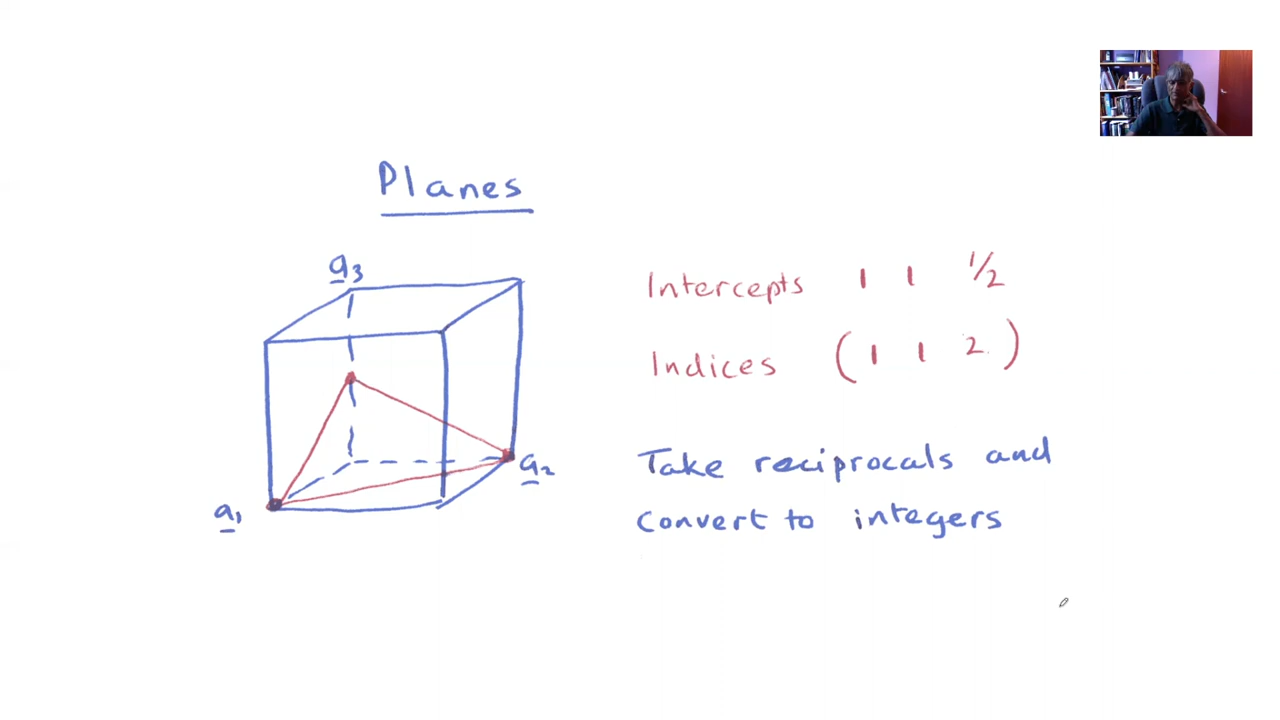 Planes
a3
Intercepts 1 1 1/2
Indices (1 1 2)
Take reciprocals and
a2
convert to integers
a1